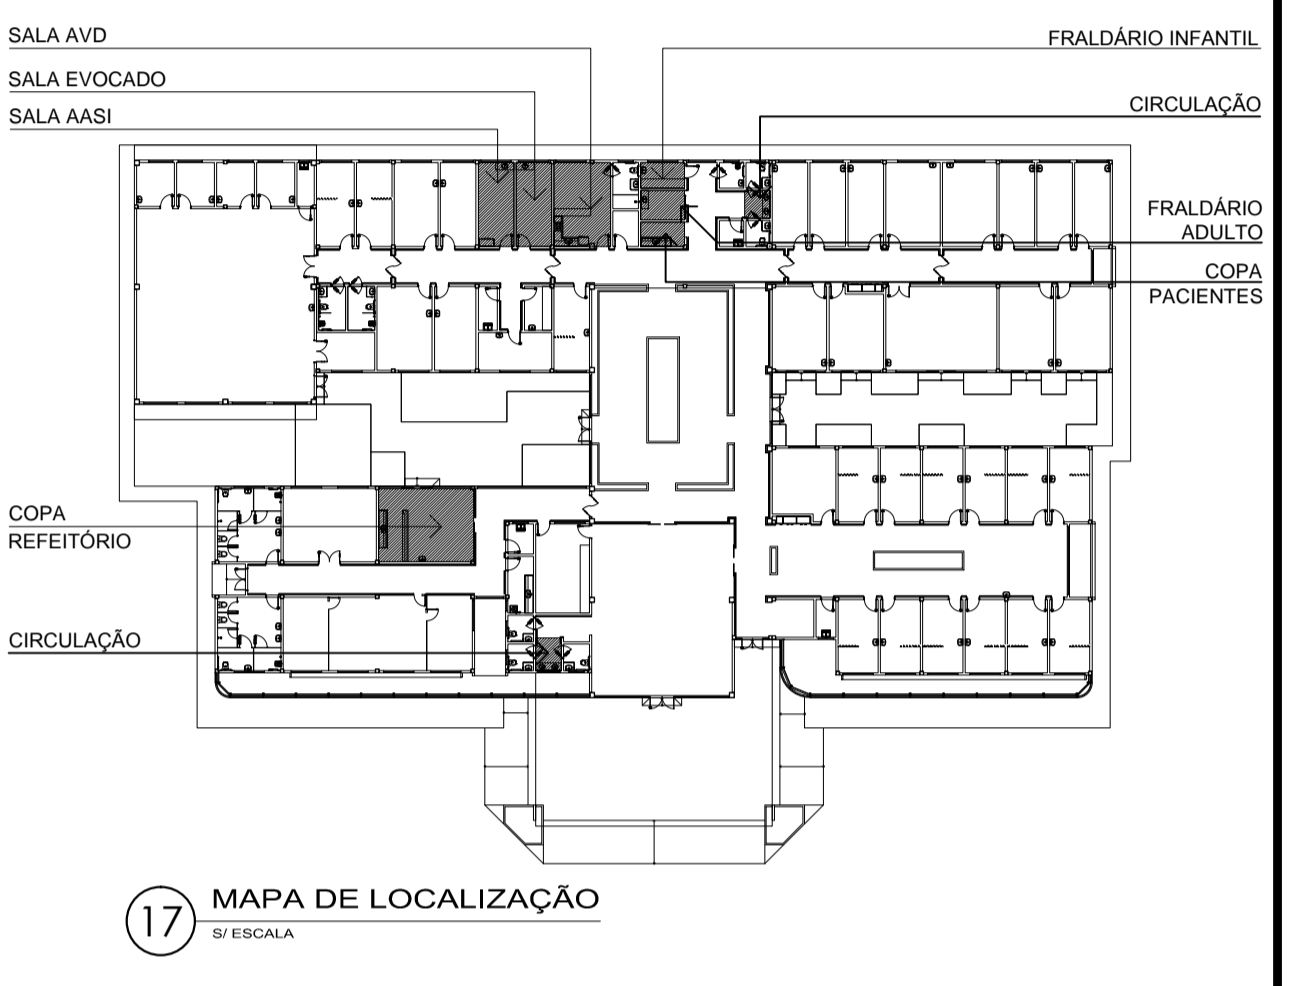 SALA AVD
SALA EVOCADO
SALA AASI
FRALDÁRIO INFANTIL
CIRCULAÇÃO
FRALDÁRIO
ADULTO
COPA
PACIENTES
COPA
REFEITÓRIO
CIRCULAÇÃO
17
MAPA DE LOCALIZAÇÃO
S/ ESCALA